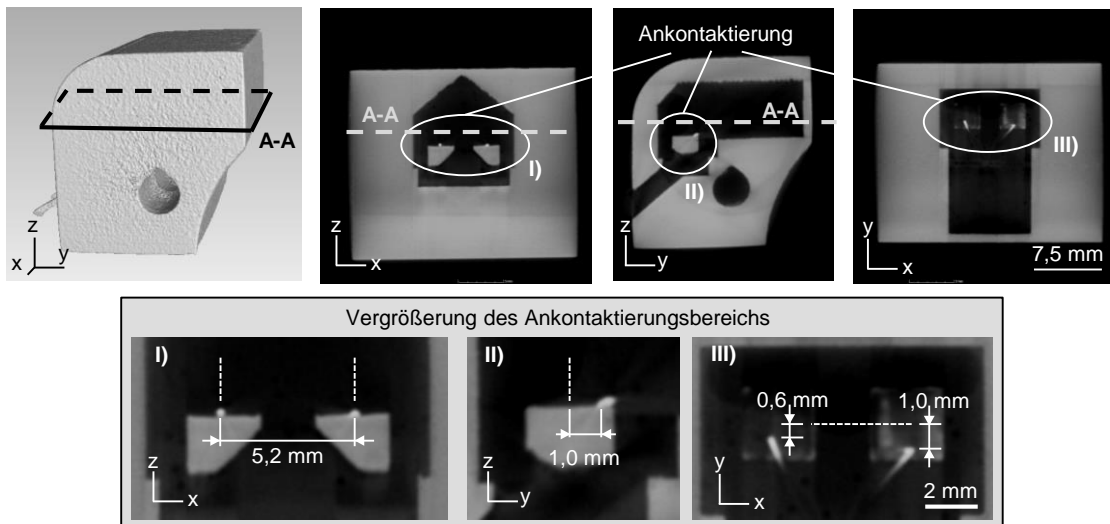 Ankontaktierung
A-A
A-A
A-A
I)
II)
III)
z
y
x
z
x
z
y
y
x
7,5 mm
Vergrößerung des Ankontaktierungsbereichs
I)
II)
III)
5,2 mm
1,0 mm
0,6 mm
1,0 mm
z
x
z
y
y
x
2 mm